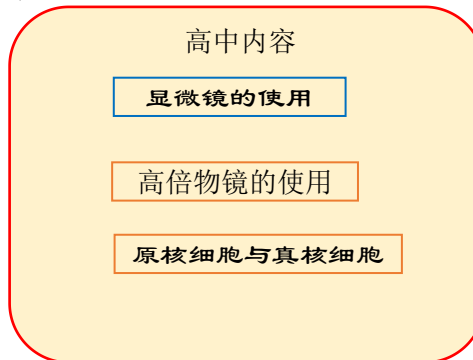 高中内容
显微镜的使用
高倍物镜的使用
原核细胞与真核细胞